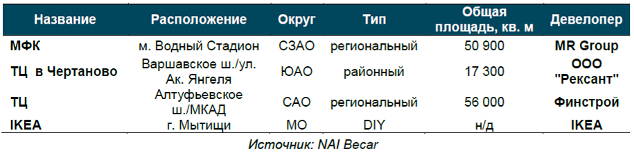 Название Расположение Округ Тип Общая площадь, кв. м Девелопер
МФК м. Водный Стадион СЗАО региональный 50 900 MR Group
ТЦ в Чертаново Варшавское ш./ул. Ак. Янгеля ЮАО районный 17 300 ООО "Рексант"
ТЦ Алтуфьевское ш./МКАД САО региональный 56 000 Финстрой
IKEA г. Мытищи МО DIY н/д IKEA
Источник: NAI Becar